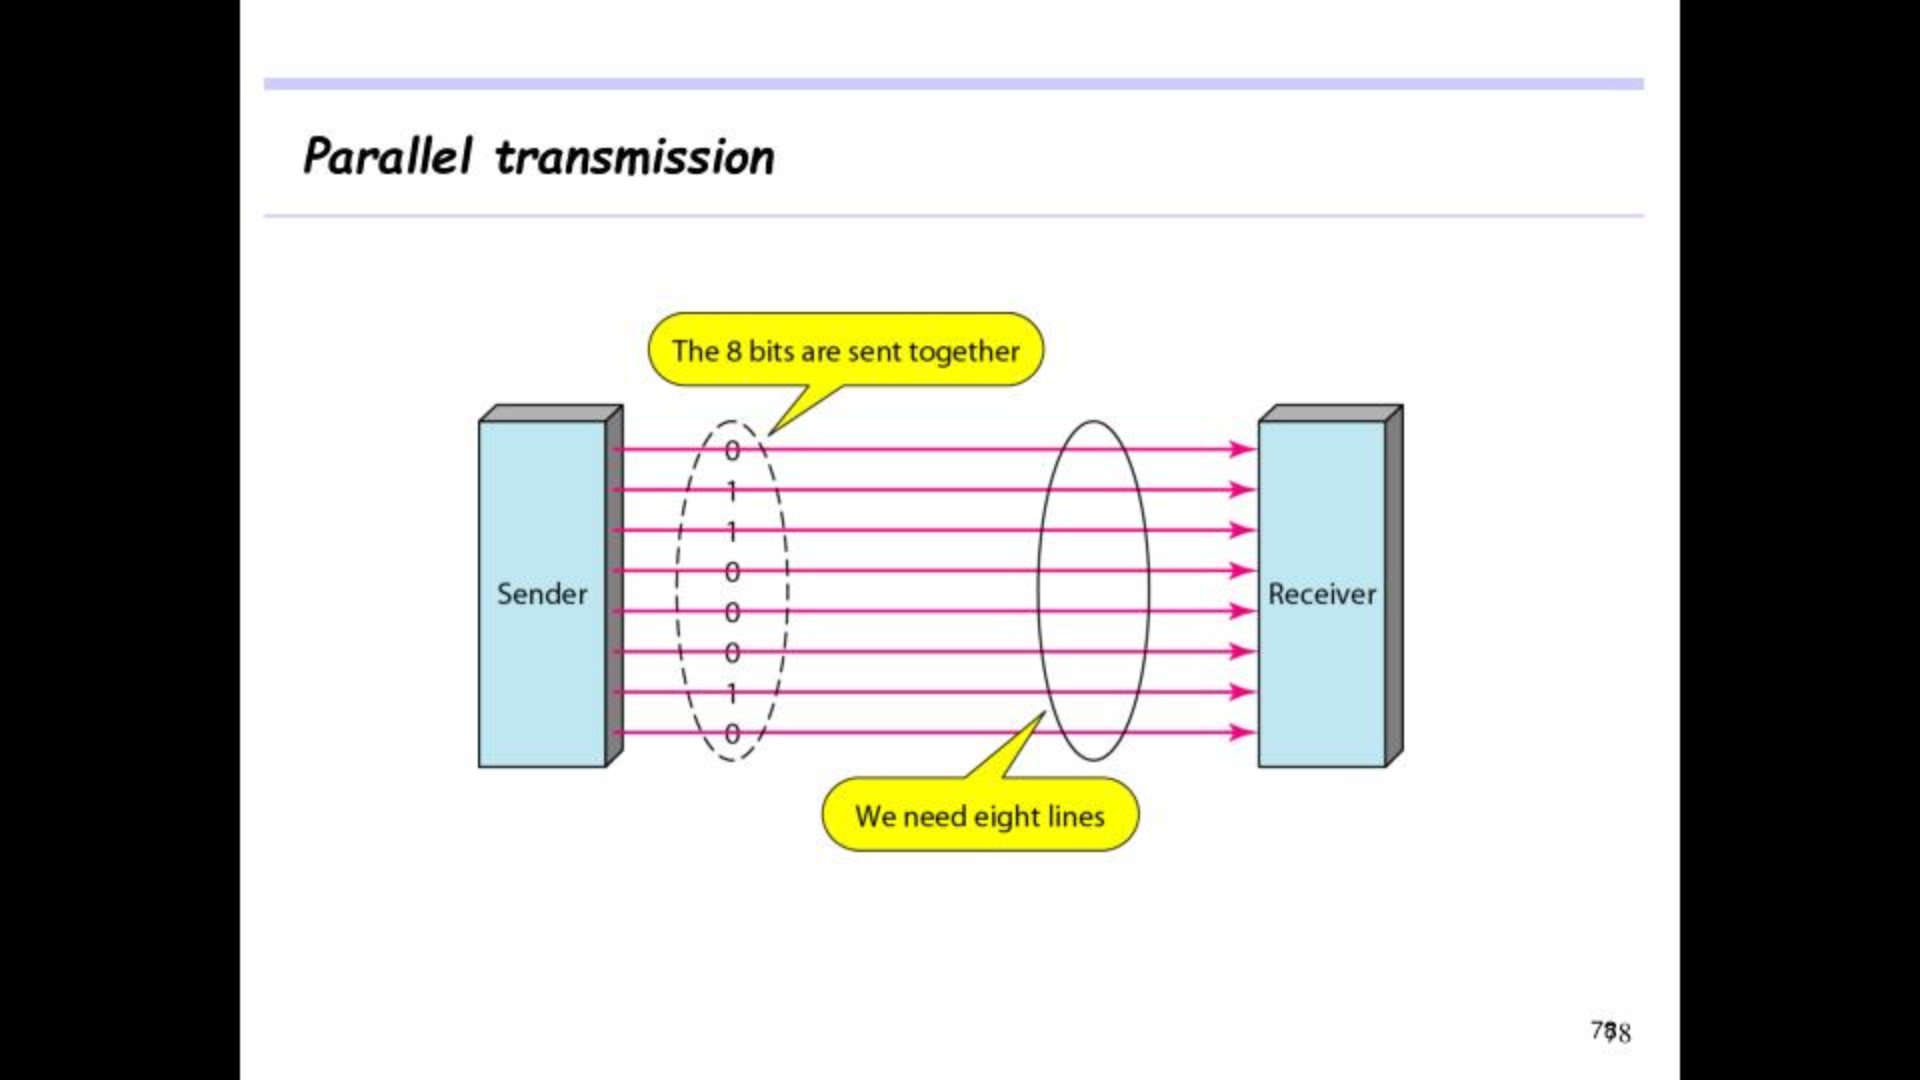 Parallel transmission
The 8 bits are sent together
0
1
1
0
0
0
1
0
Sender
Receiver
We need eight lines